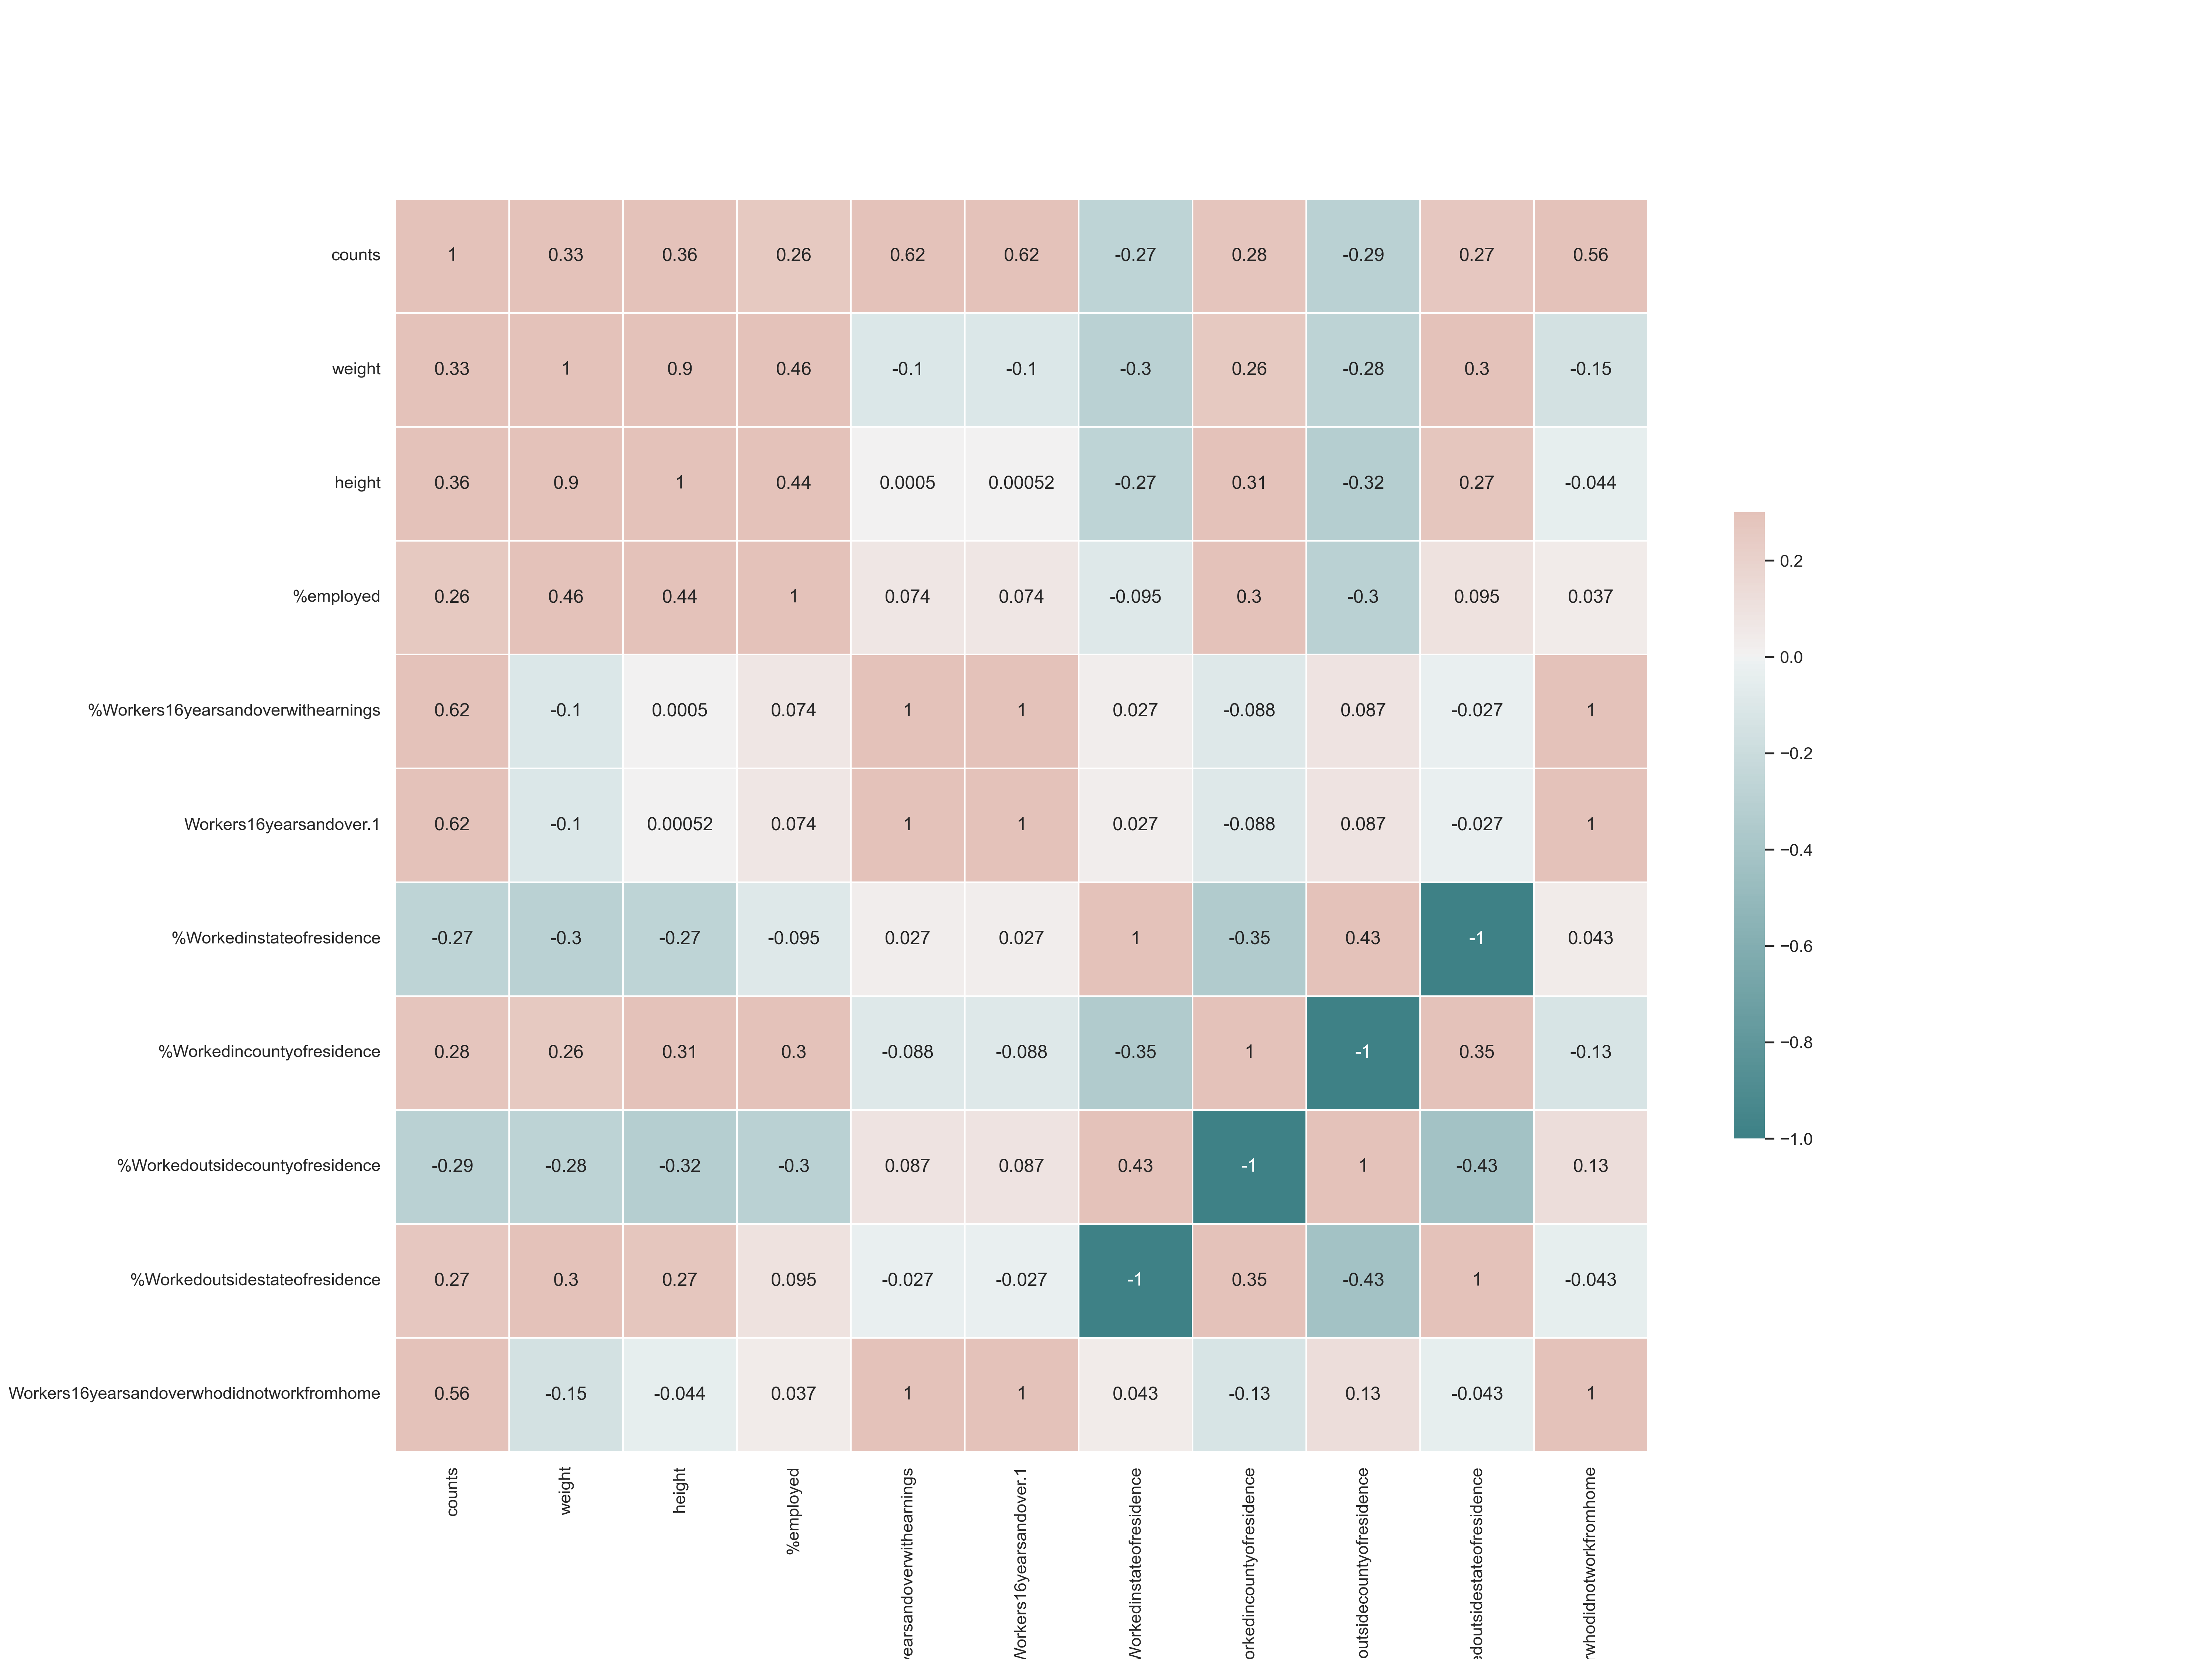 counts 1 0.33 0.36 0.26 0.62 0.62 -0.27 0.28 -0.29 0.27 0.56
weight 0.33 1 0.9 0.46 -0.1 -0.1 -0.3 0.26 -0.28 0.3 -0.15
height 0.36 0.9 1 0.44 0.0005 0.00052 -0.27 0.31 -0.32 0.27 -0.044
%employed 0.26 0.46 0.44 1 0.074 0.074 -0.095 0.3 -0.3 0.095 0.037
%Workers16yearsandoverwithearnings 0.62 -0.1 0.0005 0.074 1 1 0.027 -0.088 0.087 -0.027 1
Workers16yearsandover.1 0.62 -0.1 0.00052 0.074 1 1 0.027 -0.088 0.087 -0.027 1
%Workedinstateofresidence -0.27 -0.3 -0.27 -0.095 0.027 0.027 1 -0.35 0.43 -1 0.043
%Workedincountyofresidence 0.28 0.26 0.31 0.3 -0.088 -0.088 -0.35 1 -1 0.35 -0.13
%Workedoutsidecountyofresidence -0.29 -0.28 -0.32 -0.3 0.087 0.087 0.43 -1 1 -0.43 0.13
%Workedoutsidestateofresidence 0.27 0.3 0.27 0.095 -0.027 -0.027 -1 0.35 -0.43 1 -0.043
Workers16yearsandoverwhodidnotworkfromhome 0.56 -0.15 -0.044 0.037 1 1 0.043 -0.13 0.13 -0.043 1
counts
weight
height
%employed
yearsandoverwithearnings
Workers16yearsandover.1
Workedinstateofresidence
orkedincountyofresidence
outsidecountyofresidence
edoutsidestateofresidence
rwhodidnotworkfromhome
0.2
0.0
−0.2
−0.4
−0.6
−0.8
−1.0